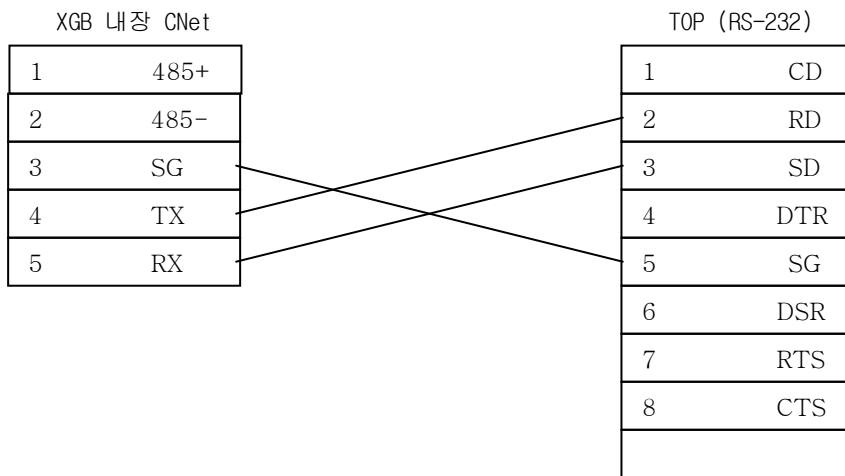 XGB 내장 CNet
1 485+
2 485-
3 SG
4 TX
5 RX
TOP (RS-232)
1 CD
2 RD
3 SD
4 DTR
5 SG
6 DSR
7 RTS
8 CTS